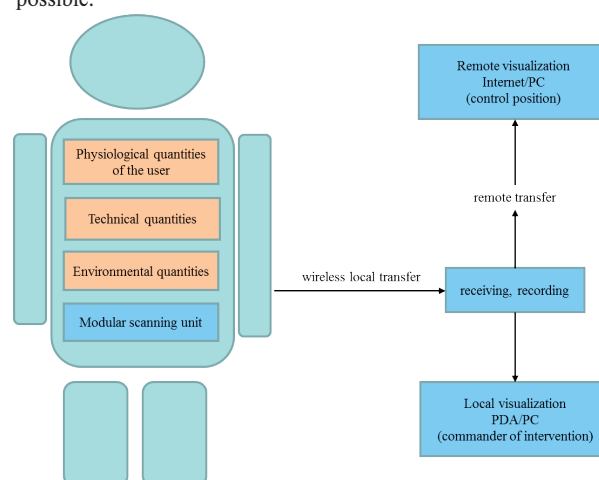 possible.
Physiological quantities
of the user
Technical quantities
Environmental quantities
Modular scanning unit
wireless local transfer
Remote visualization
Internet/PC
(control position)
remote transfer
receiving, recording
Local visualization
PDA/PC
(commander of intervention)